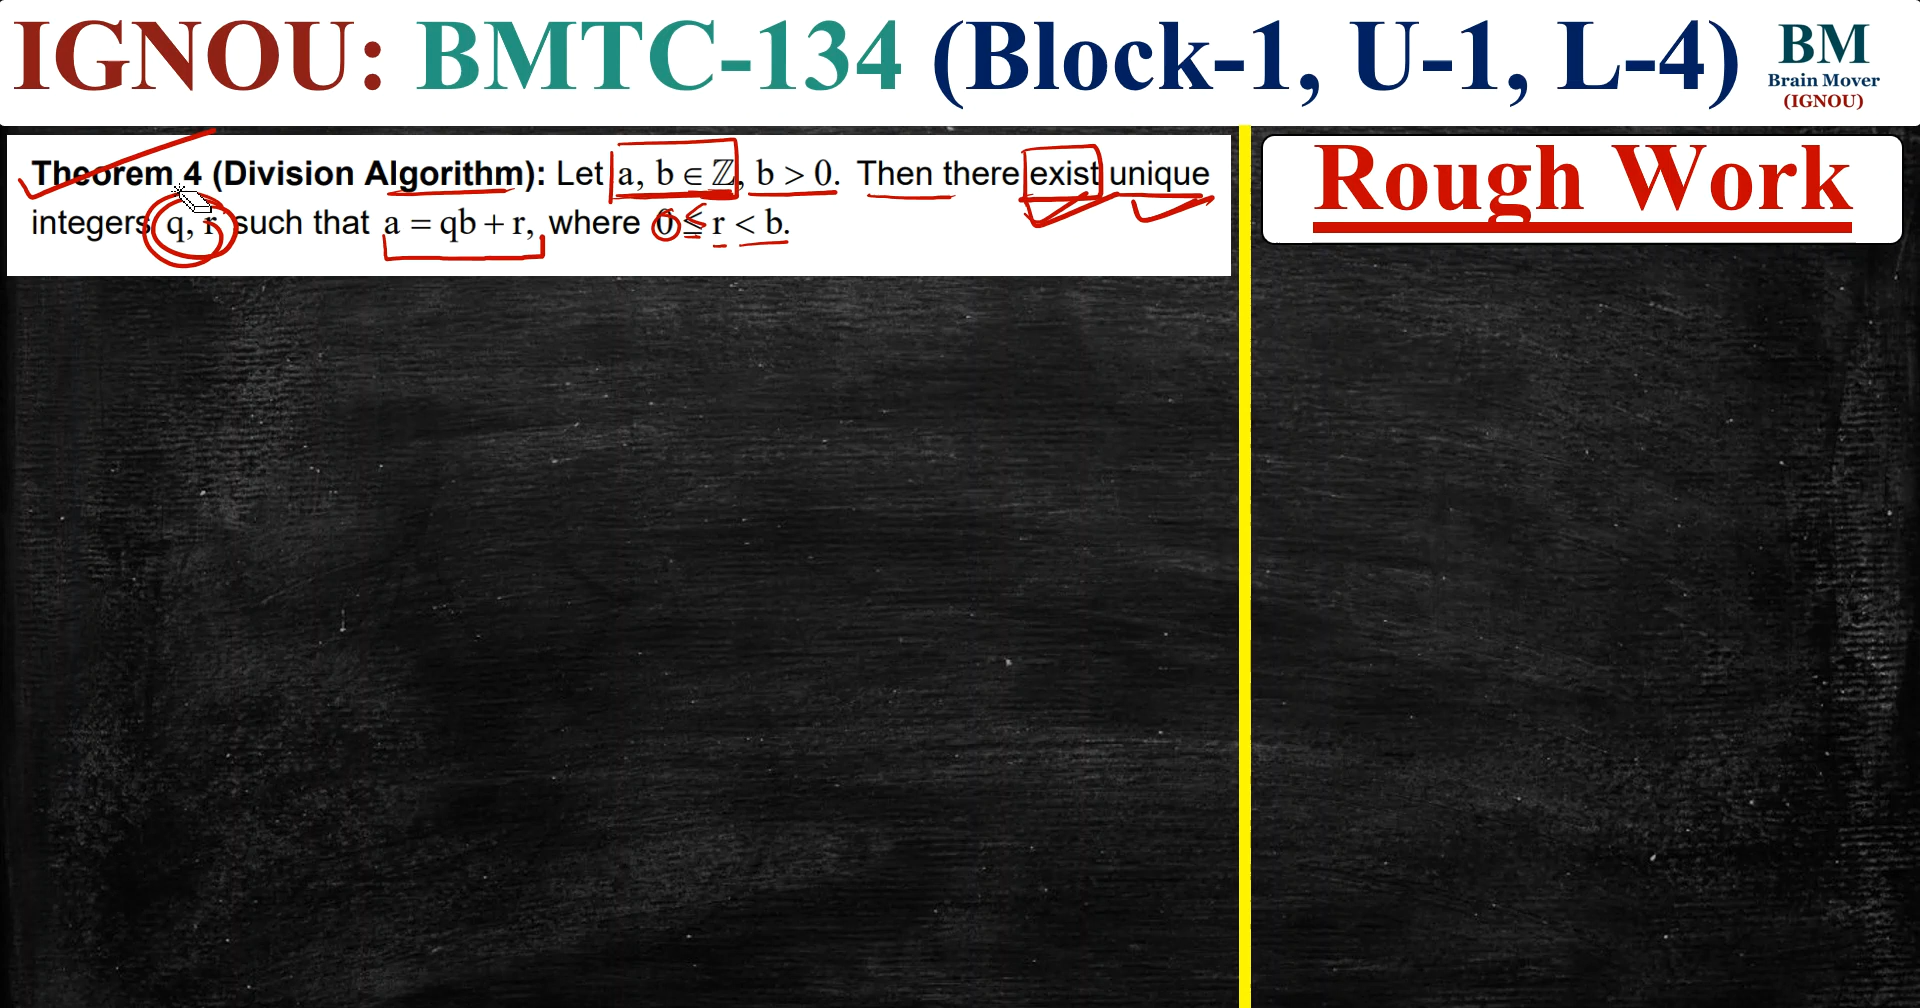 IGNOU: BMTC-134 (Block-1, U-1, L-4)
BM
Brain Mover
(IGNOU)
Theorem 4 (Division Algorithm): Let a, b ∈ ℤ, b > 0. Then there exist unique
integers q, r such that a = qb + r, where 0 ≤ r < b.
Rough Work